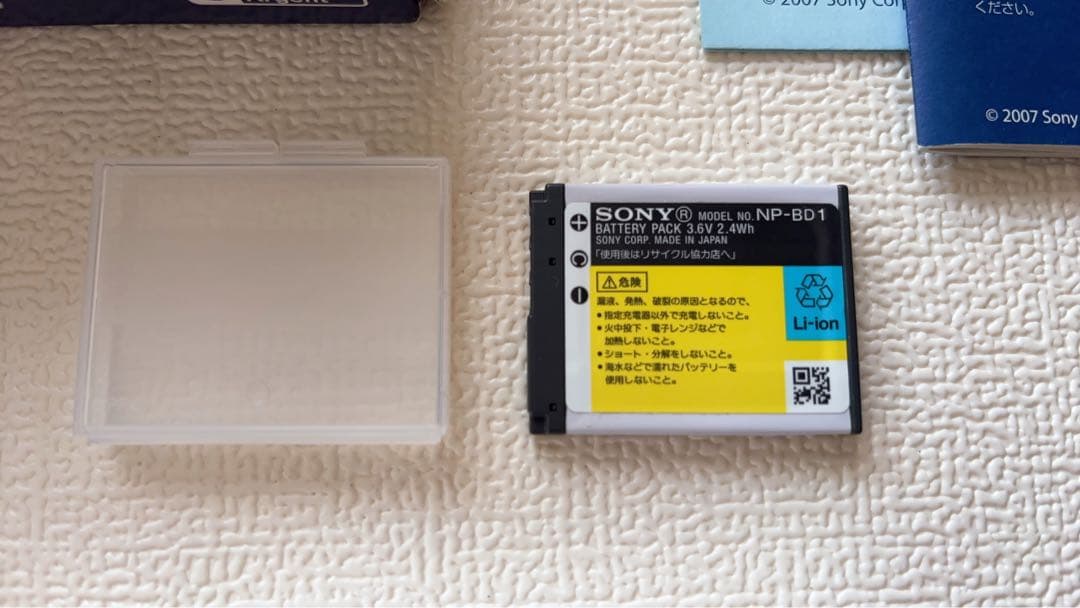 Argent
© 2007 Sony Cor
ください。
© 2007 Sony
SONY® MODEL NO. NP-BD1
BATTERY PACK 3.6V 2.4Wh
SONY CORP. MADE IN JAPAN
「使用後はリサイクル協力店へ」
⚠危険
漏液、発熱、破裂の原因となるので、
•指定充電器以外で充電しないこと。
•火中投下・電子レンジなどで
加熱しないこと。
•ショート・分解をしないこと。
•海水などで濡れたバッテリーを
使用しないこと。
Li-ion